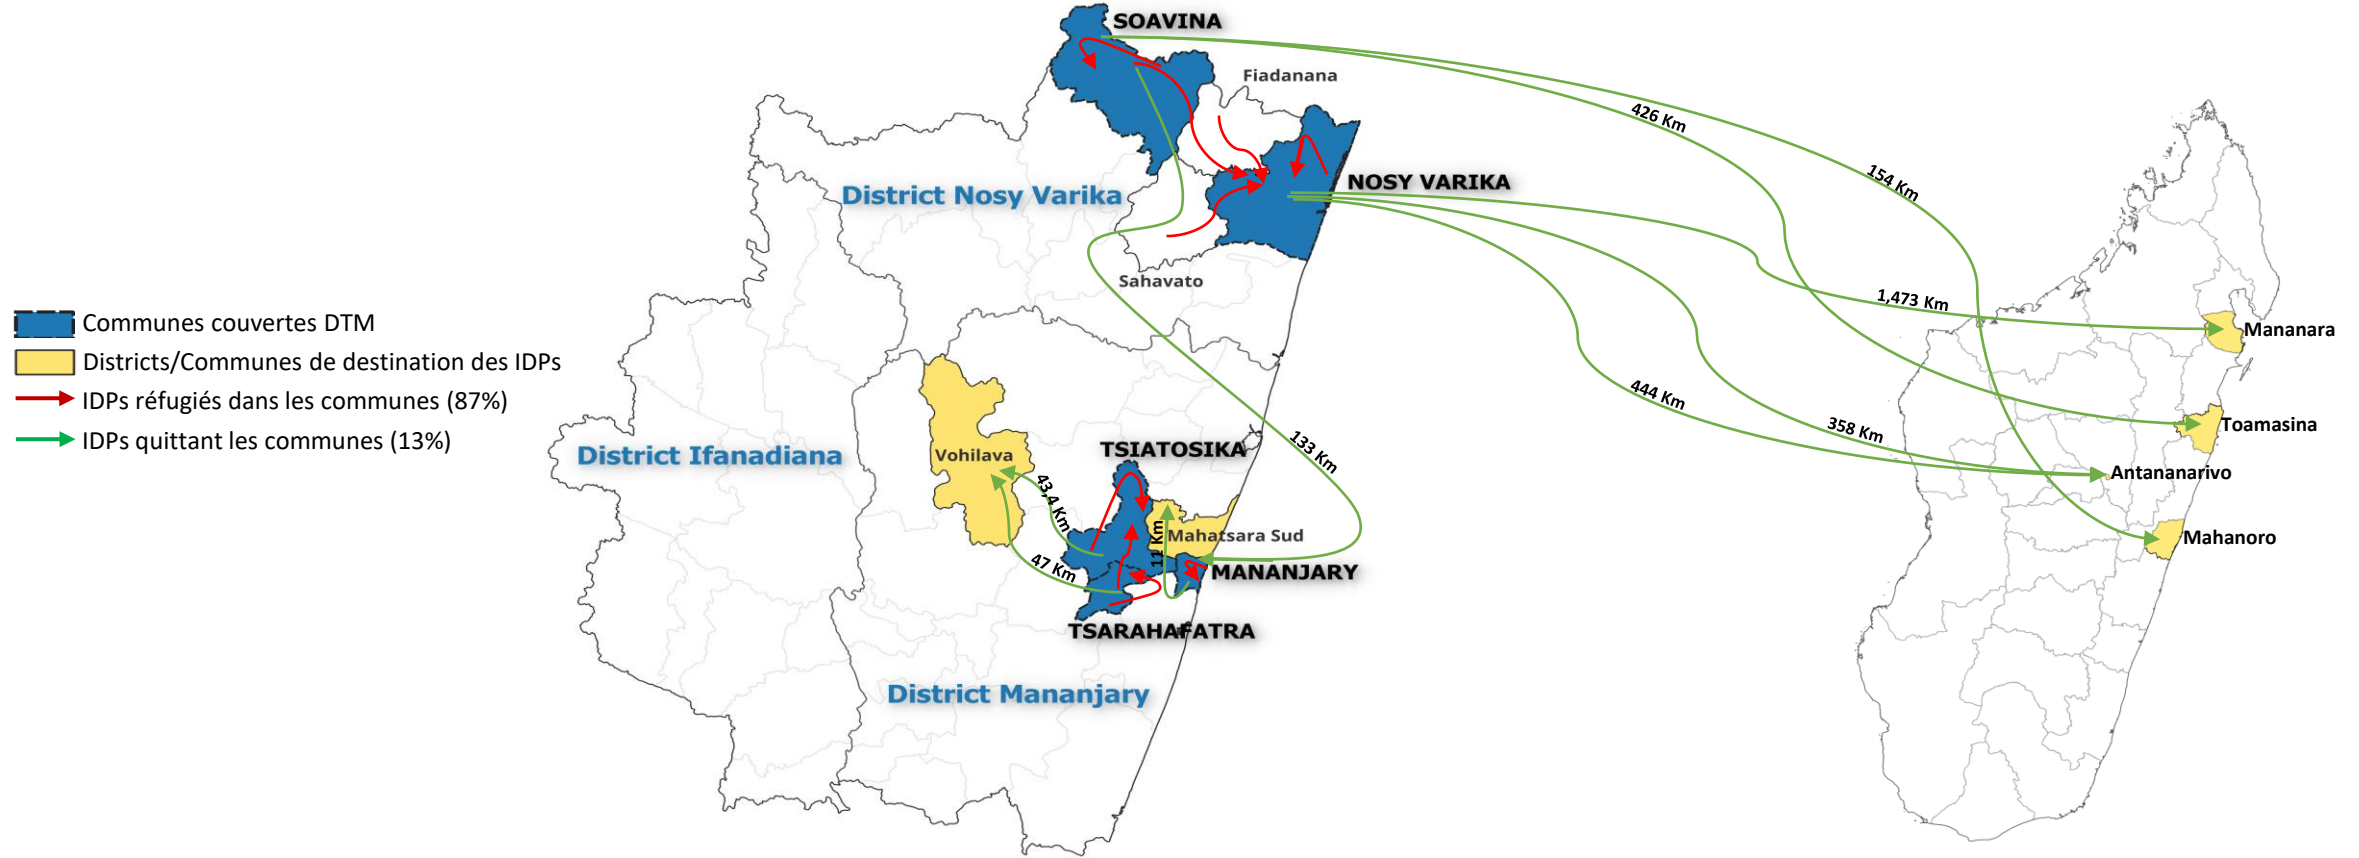 SOAVINA
Fiadanana
426 Km
154 Km
District Nosy Varika
NOSY VARIKA
Sahavato
1,473 Km
Mananara
Communes couvertes DTM
Districts/Communes de destination des IDPs
IDPs réfugiés dans les communes (87%)
IDPs quittant les communes (13%)
444 Km
358 Km
Toamasina
133 Km
TSIATOSIKA
District Ifanadiana
Vohilava
Antananarivo
43,4 Km
11 Km
Mahatsara Sud
Mahanoro
47 Km
MANANJARY
TSARAHAFATRA
District Mananjary